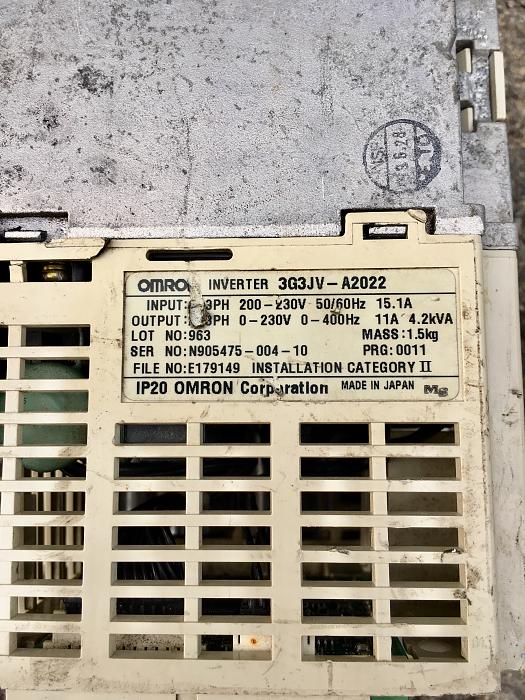 OMRON INVERTER 3G3JV-A2022
INPUT: 3PH 200-230V 50/60Hz 15.1A
OUTPUT: 3PH 0-230V 0-400Hz 11A 4.2kVA
LOT NO:963 MASS:1.5kg
SER NO:N905475-004-10 PRG:0011
FILE NO:E179149 INSTALLATION CATEGORY II
IP20 OMRON Corporation MADE IN JAPAN